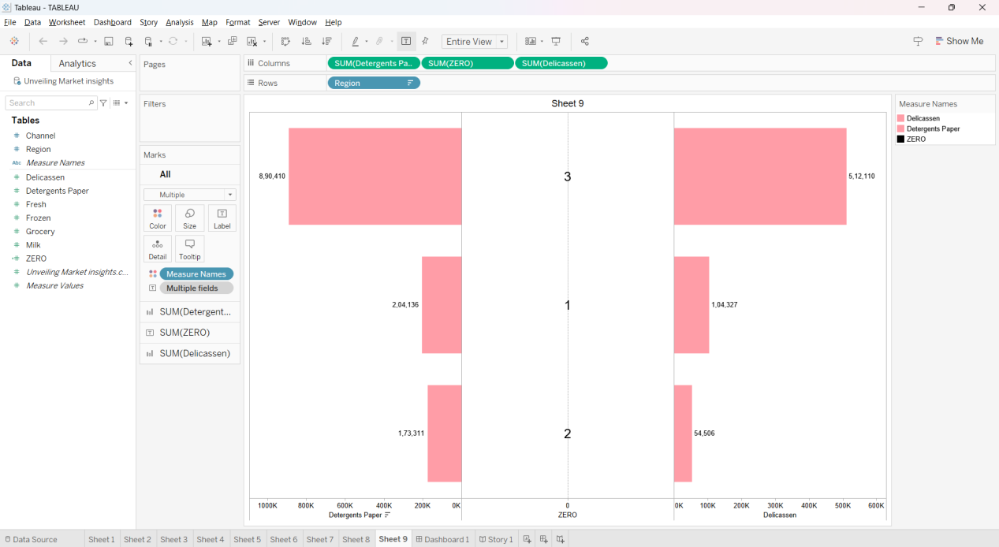 Tableau - TABLEAU
File Data Worksheet Dashboard Story Analysis Map Format Server Window Help
Entire View
Show Me
Data Analytics
Unveiling Market insights
Search
Tables
Channel
Region
Abc Measure Names
Delicassen
Detergents Paper
Fresh
Frozen
Grocery
Milk
ZERO
Unveiling Market insights.c...
Measure Values
Pages
Filters
Marks
All
Multiple
Color Size Label
Detail Tooltip
Measure Names
Multiple fields
SUM(Detergent...
SUM(ZERO)
SUM(Delicassen)
Columns SUM(Detergents Pa.. SUM(ZERO) SUM(Delicassen)
Rows Region
Sheet 9
8,90,410 3 5,12,110
2,04,136 1 1,04,327
1,73,311 2 54,506
1000K 800K 600K 400K 200K 0K 0 0K 100K 200K 300K 400K 500K 600K
Detergents Paper ZERO Delicassen
Measure Names
Delicassen
Detergents Paper
ZERO
Data Source Sheet 1 Sheet 2 Sheet 3 Sheet 4 Sheet 5 Sheet 6 Sheet 7 Sheet 8 Sheet 9 Dashboard 1 Story 1